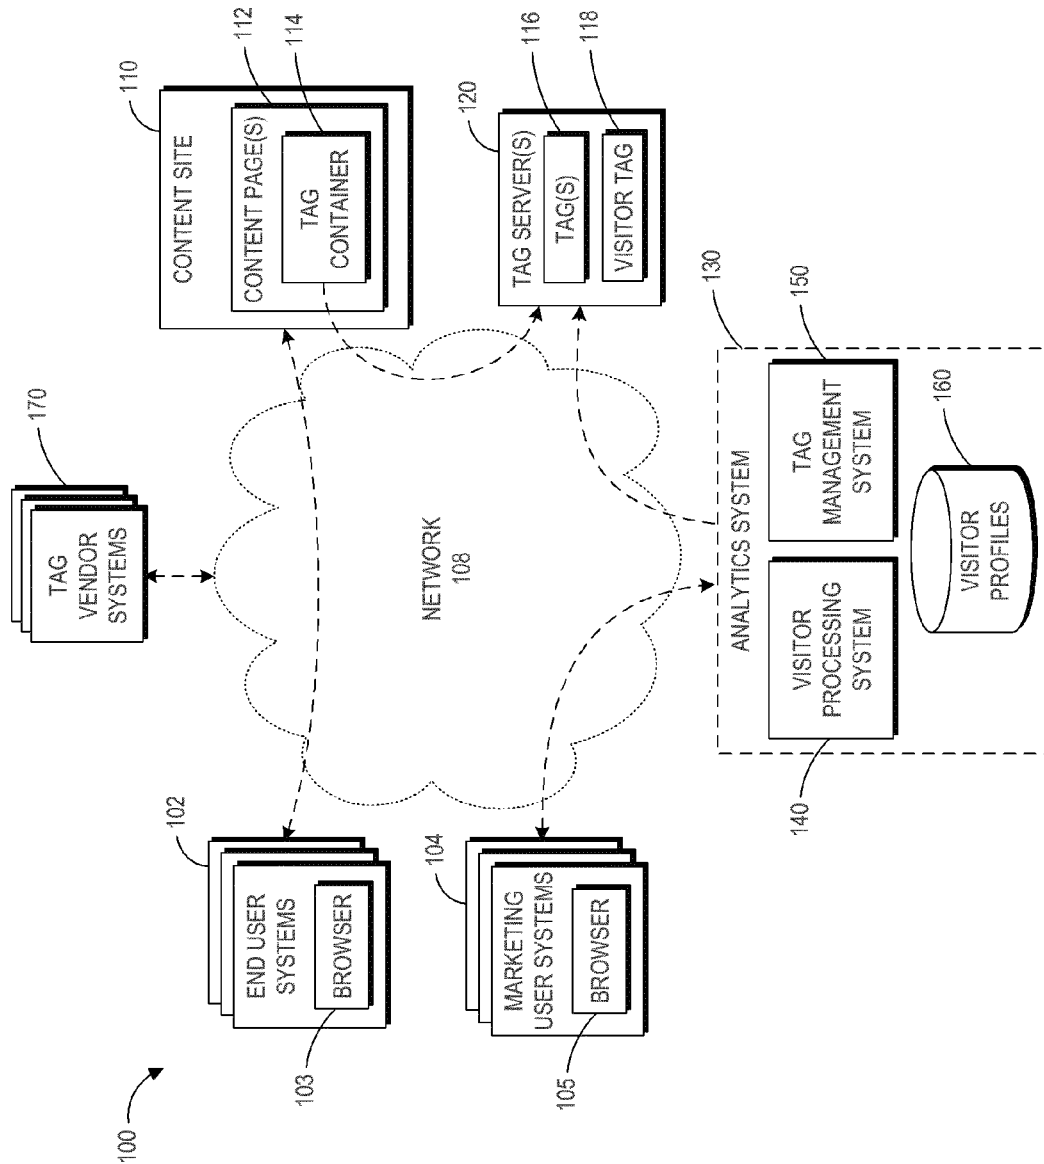 100
102
END USER
SYSTEMS
BROWSER
103
104
MARKETING
USER SYSTEMS
BROWSER
105
170
TAG
VENDOR
SYSTEMS
NETWORK
108
110
CONTENT SITE
112
CONTENT PAGE(S)
114
TAG
CONTAINER
120
TAG SERVER(S)
116
TAG(S)
118
VISITOR TAG
130
ANALYTICS SYSTEM
VISITOR
PROCESSING
SYSTEM
140
TAG
MANAGEMENT
SYSTEM
150
VISITOR
PROFILES
160